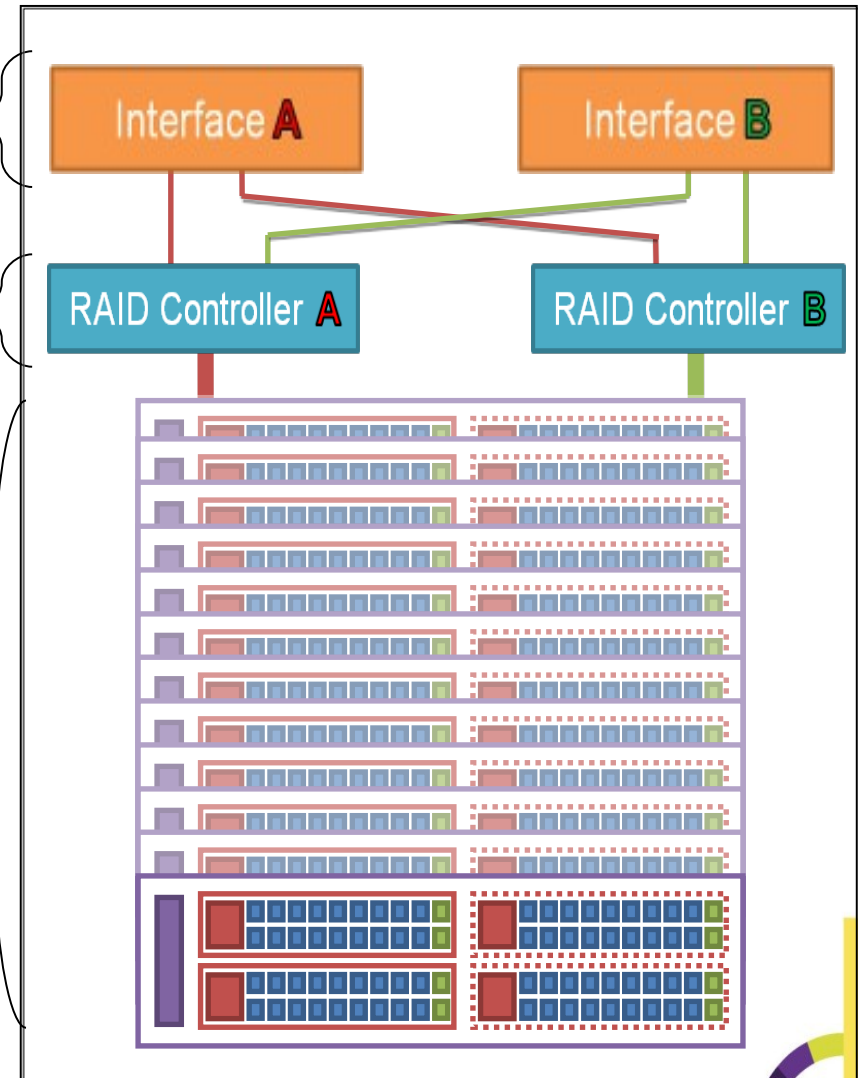 Interface A
Interface B
RAID Controller A
RAID Controller B